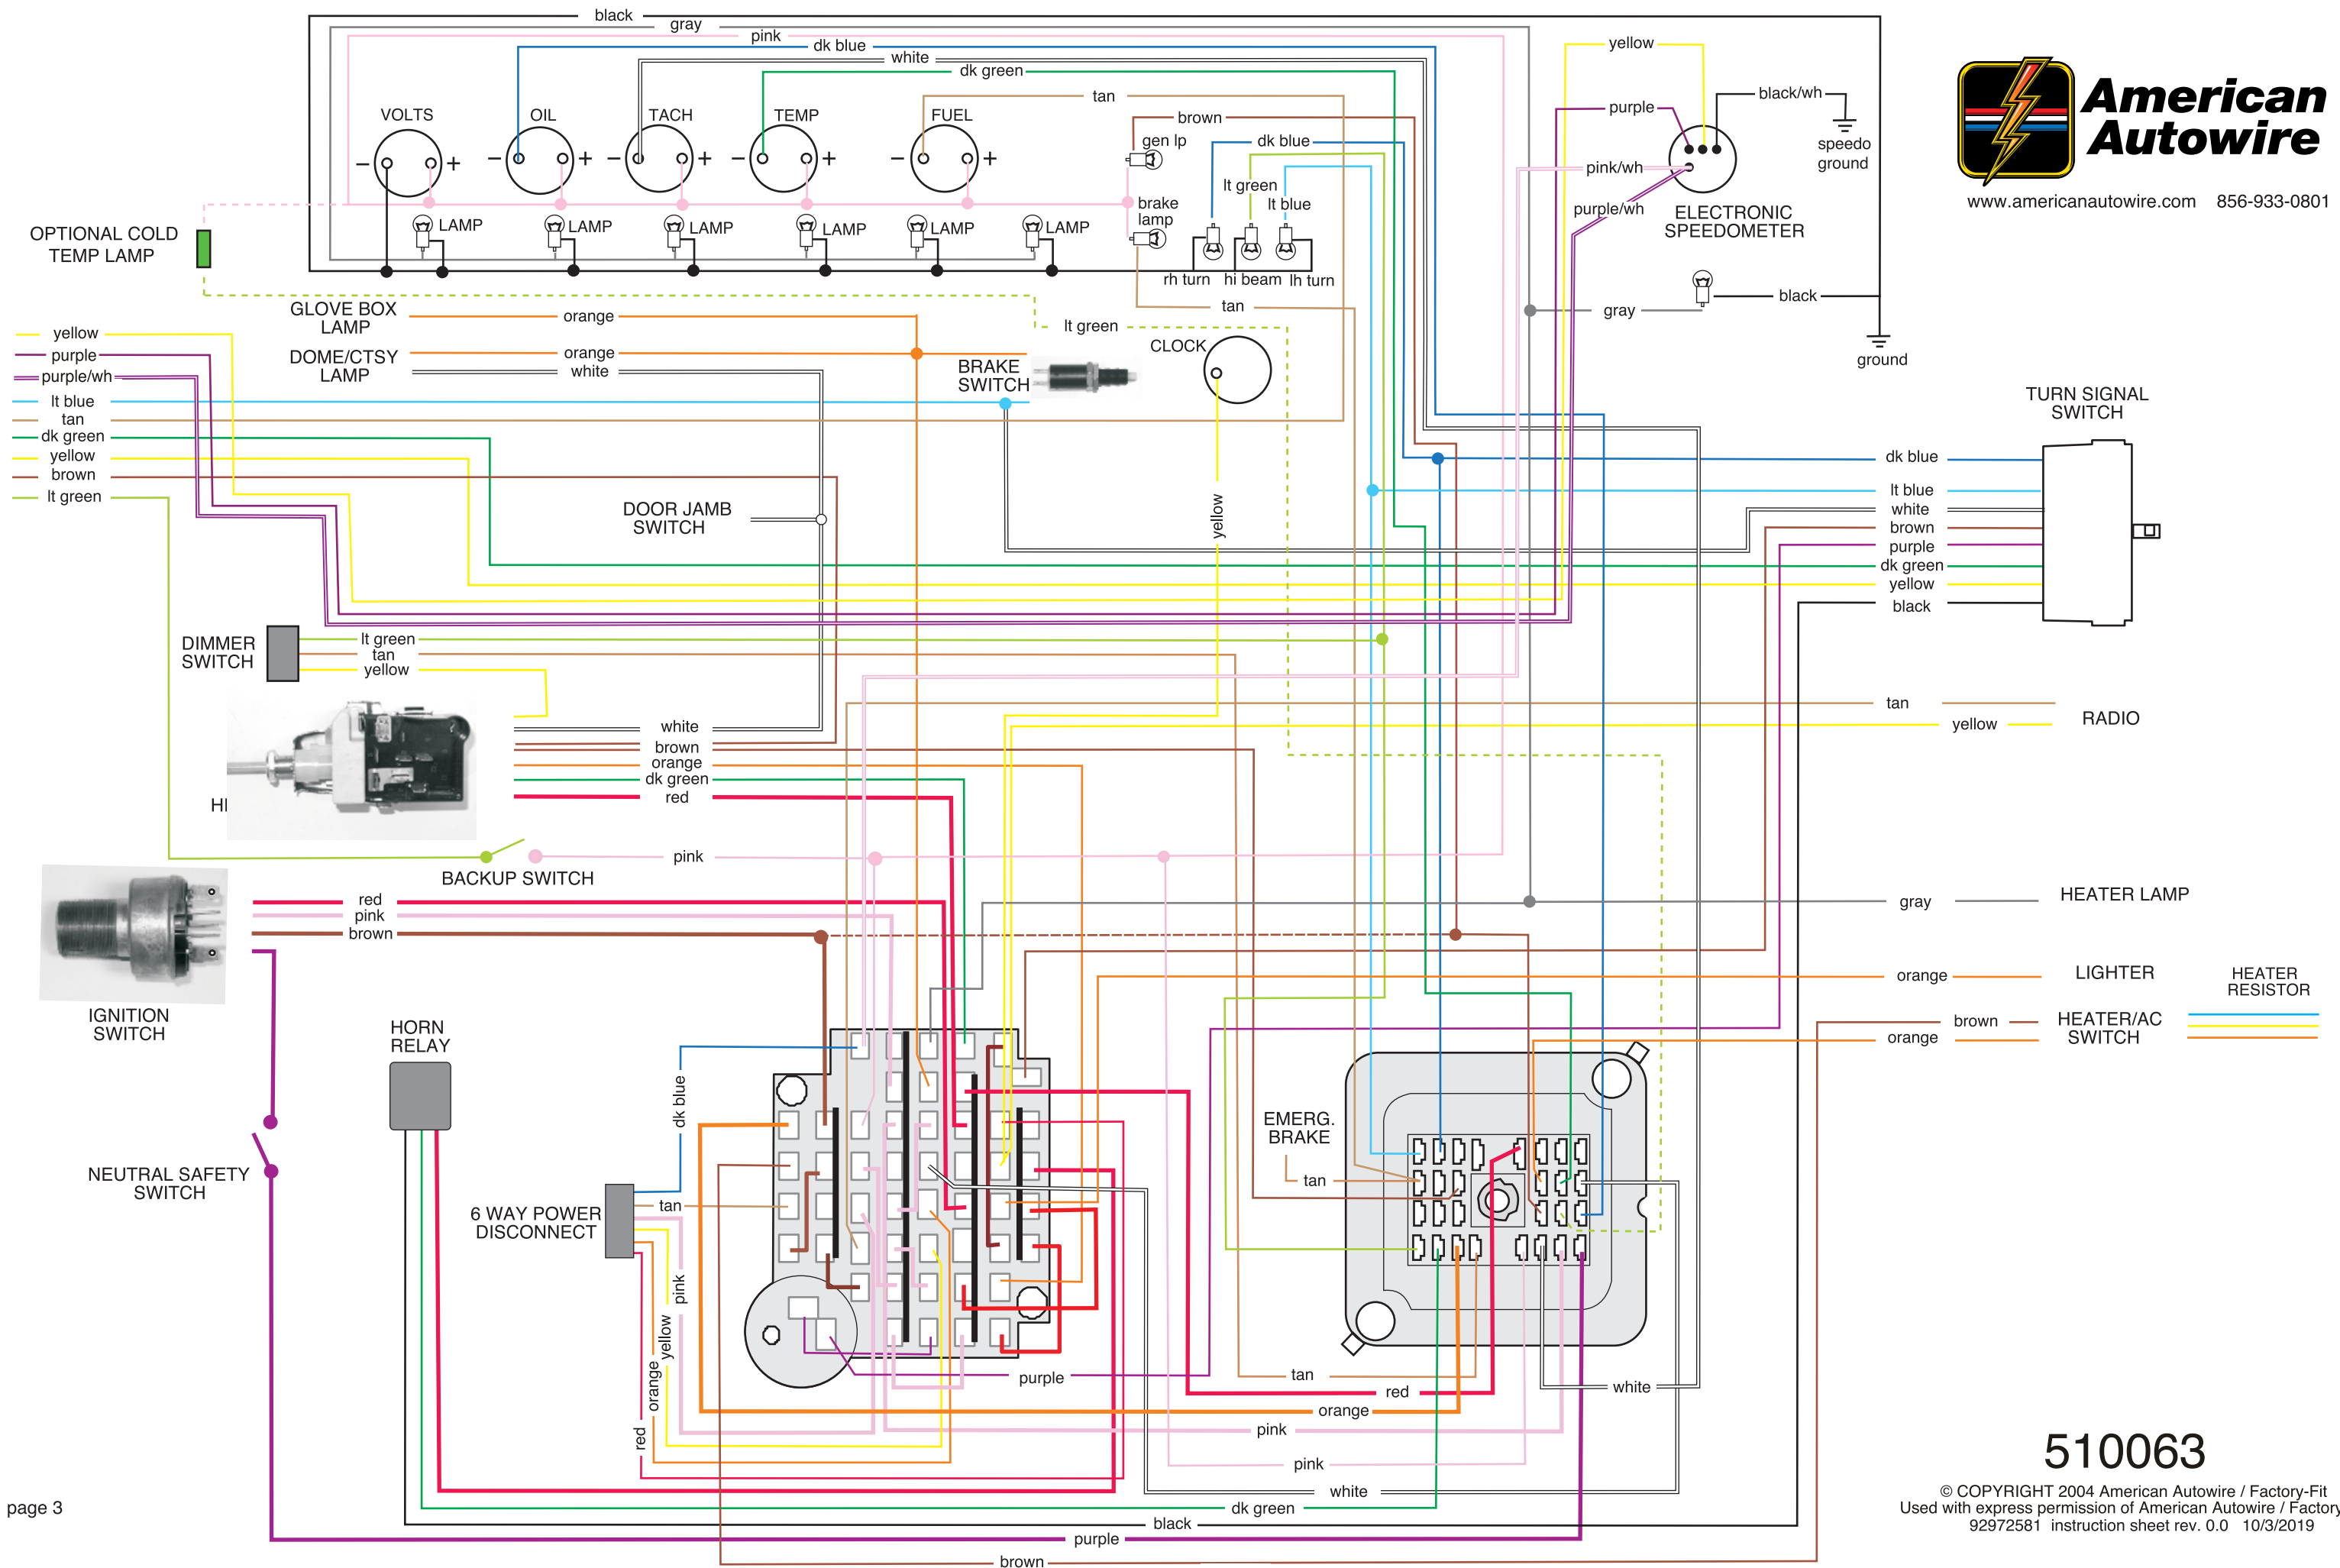 black
gray
pink
dk blue
white
dk green
tan
yellow
black/wh
purple
brown
gen lp
dk blue
VOLTS
OIL
TACH
TEMP
FUEL
- +
- +
- +
- +
- +
speedo
ground
pink/wh
lt green
lt blue
purple/wh
ELECTRONIC
SPEEDOMETER
brake
lamp
LAMP
LAMP
LAMP
LAMP
LAMP
LAMP
rh turn
hi beam
lh turn
American
Autowire
www.americanautowire.com 856-933-0801
OPTIONAL COLD
TEMP LAMP
GLOVE BOX
LAMP
orange
tan
lt green
gray
black
ground
DOME/CTSY
LAMP
orange
white
BRAKE
SWITCH
CLOCK
yellow
purple
purple/wh
lt blue
tan
dk green
yellow
brown
lt green
DOOR JAMB
SWITCH
yellow
TURN SIGNAL
SWITCH
dk blue
lt blue
white
brown
purple
dk green
yellow
black
DIMMER
SWITCH
lt green
tan
yellow
white
brown
orange
dk green
red
tan
yellow
RADIO
pink
BACKUP SWITCH
red
pink
brown
IGNITION
SWITCH
gray
HEATER LAMP
orange
LIGHTER
HEATER
RESISTOR
brown
orange
HEATER/AC
SWITCH
HORN
RELAY
dk blue
EMERG.
BRAKE
tan
NEUTRAL SAFETY
SWITCH
6 WAY POWER
DISCONNECT
tan
pink
yellow
orange
red
purple
tan
red
orange
white
pink
pink
white
dk green
black
purple
brown
510063
© COPYRIGHT 2004 American Autowire / Factory-Fit
Used with express permission of American Autowire / Factory
92972581 instruction sheet rev. 0.0 10/3/2019
page 3